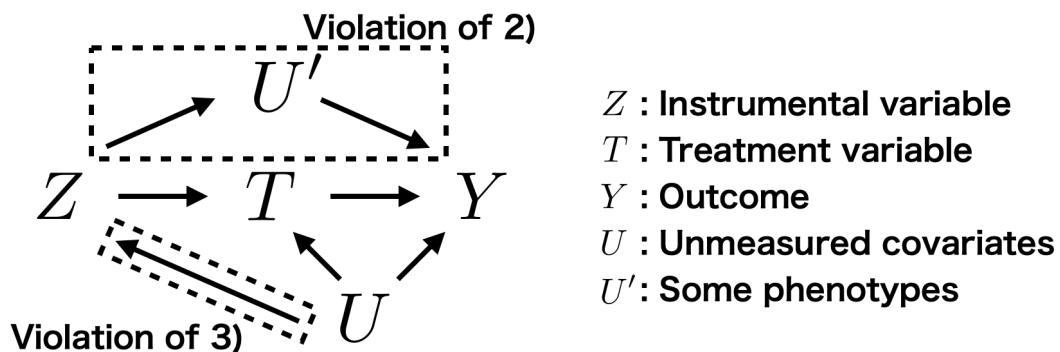 Violation of 2)
U′
Z : Instrumental variable
T : Treatment variable
Z T Y
Y : Outcome
U : Unmeasured covariates
U′ : Some phenotypes
U
Violation of 3)